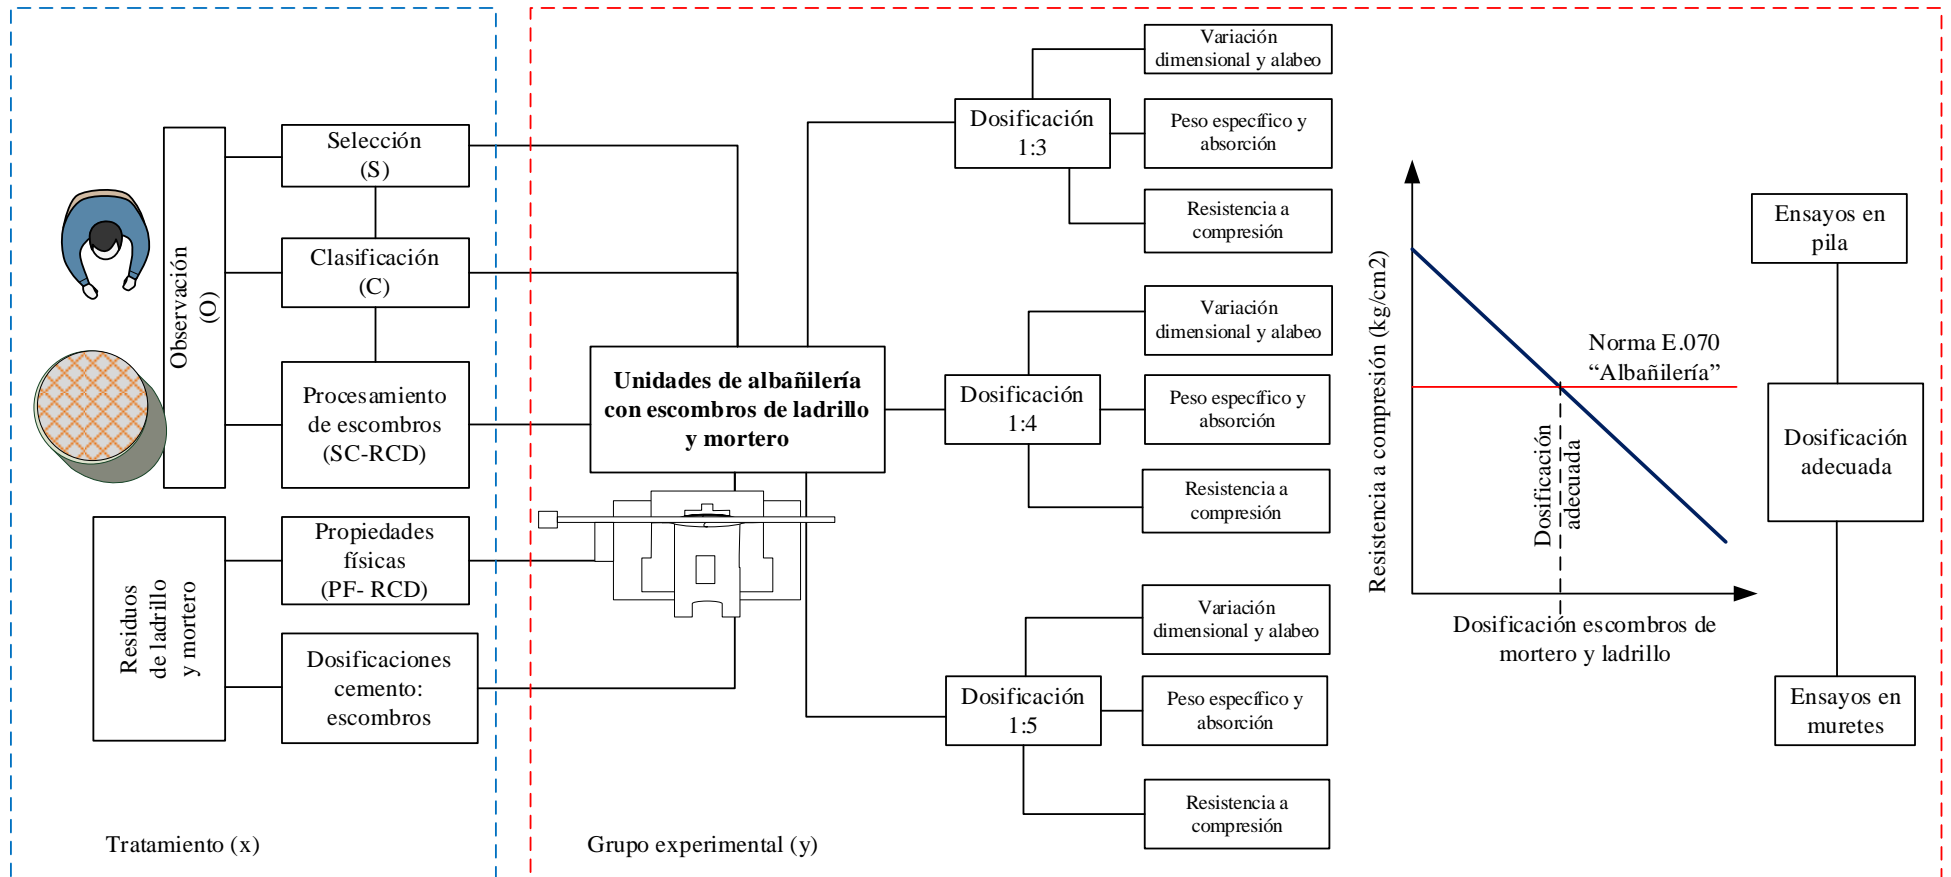 Observación
(O)
Selección
(S)
Clasificación
(C)
Procesamiento
de escombros
(SC-RCD)
Residuos
de ladrillo
y mortero
Propiedades
físicas
(PF- RCD)
Dosificaciones
cemento:
escombros
Tratamiento (x)
Unidades de albañilería
con escombros de ladrillo
y mortero
Dosificación
1:3
Variación
dimensional y alabeo
Peso específico y
absorción
Resistencia a
compresión
Dosificación
1:4
Variación
dimensional y alabeo
Peso específico y
absorción
Resistencia a
compresión
Dosificación
1:5
Variación
dimensional y alabeo
Peso específico y
absorción
Resistencia a
compresión
Grupo experimental (y)
Resistencia a compresión (kg/cm2)
Norma E.070
“Albañilería”
Dosificación
adecuada
Dosificación escombros de
mortero y ladrillo
Ensayos en
pila
Dosificación
adecuada
Ensayos en
muretes